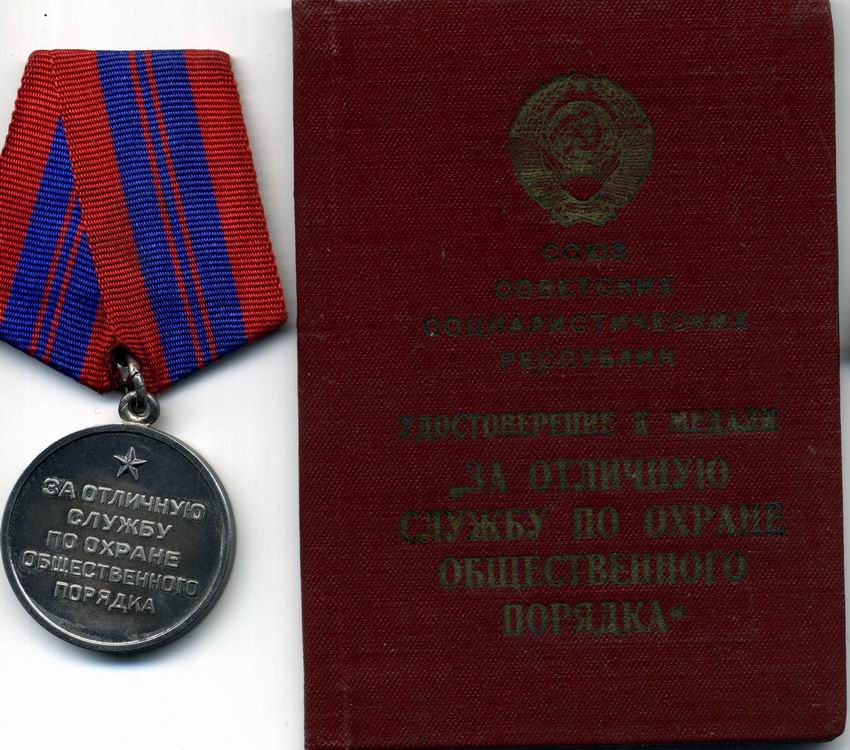 ЗА ОТЛИЧНУЮ
СЛУЖБУ
ПО ОХРАНЕ
ОБЩЕСТВЕННОГО
ПОРЯДКА
СОЮЗ
СОВЕТСКИХ
СОЦИАЛИСТИЧЕСКИХ
РЕСПУБЛИК
УДОСТОВЕРЕНИЕ К МЕДАЛИ
„ЗА ОТЛИЧНУЮ
СЛУЖБУ ПО ОХРАНЕ
ОБЩЕСТВЕННОГО
ПОРЯДКА“